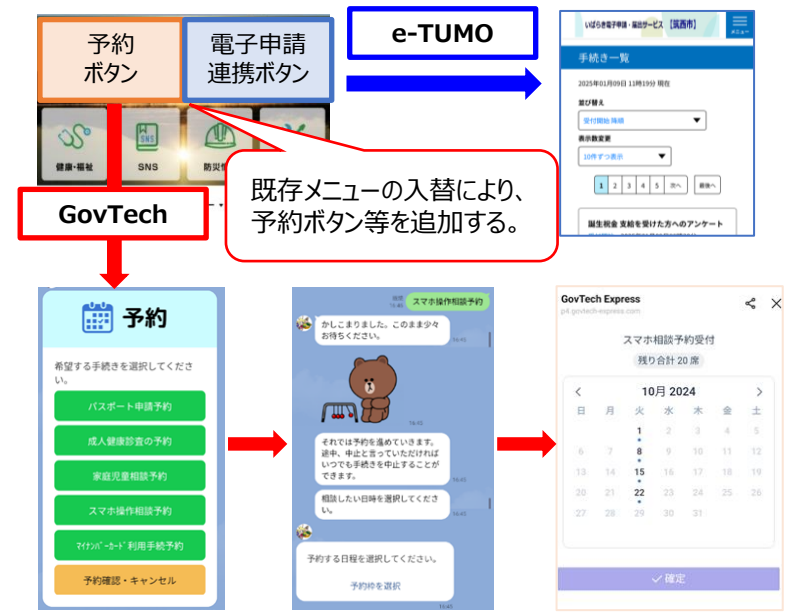 予約
ボタン
電子申請
連携ボタン
e-TUMO
健康・福祉
SNS
SNS
防災情
既存メニューの入替により、
予約ボタン等を追加する。
GovTech
いばらき電子申請・届出サービス 【筑西市】
メニュー
手続き一覧
2025年01月09日 11時19分 現在
並び替え
受付開始 降順
表示数変更
10件ずつ表示
1 2 3 4 5 次へ 最後へ
誕生税金 支給を受けた方へのアンケート
予約
希望する手続きを選択してくださ
い。
パスポート申請予約
成人健康診査の予約
家庭児童相談予約
スマホ操作相談予約
マイナンバーカード利用手続予約
予約確認・キャンセル
既読
16:45
スマホ操作相談予約
かしこまりました。このまま少々
お待ちください。
16:45
16:45
それでは予約を進めていきます。
途中、中止と言っていただければ
いつでも手続きを中止することが
できます。
16:45
相談したい日時を選択してくださ
い。
16:45
予約する日程を選択してください。
予約枠を選択
16:45
GovTech Express
p4.govtech-express.com
スマホ相談予約受付
残り合計 20 席
10月 2024
日 月 火 水 木 金 土
1 2 3 4 5
6 7 8 9 10 11 12
13 14 15 16 17 18 19
20 21 22 23 24 25 26
27 28 29 30 31
確定